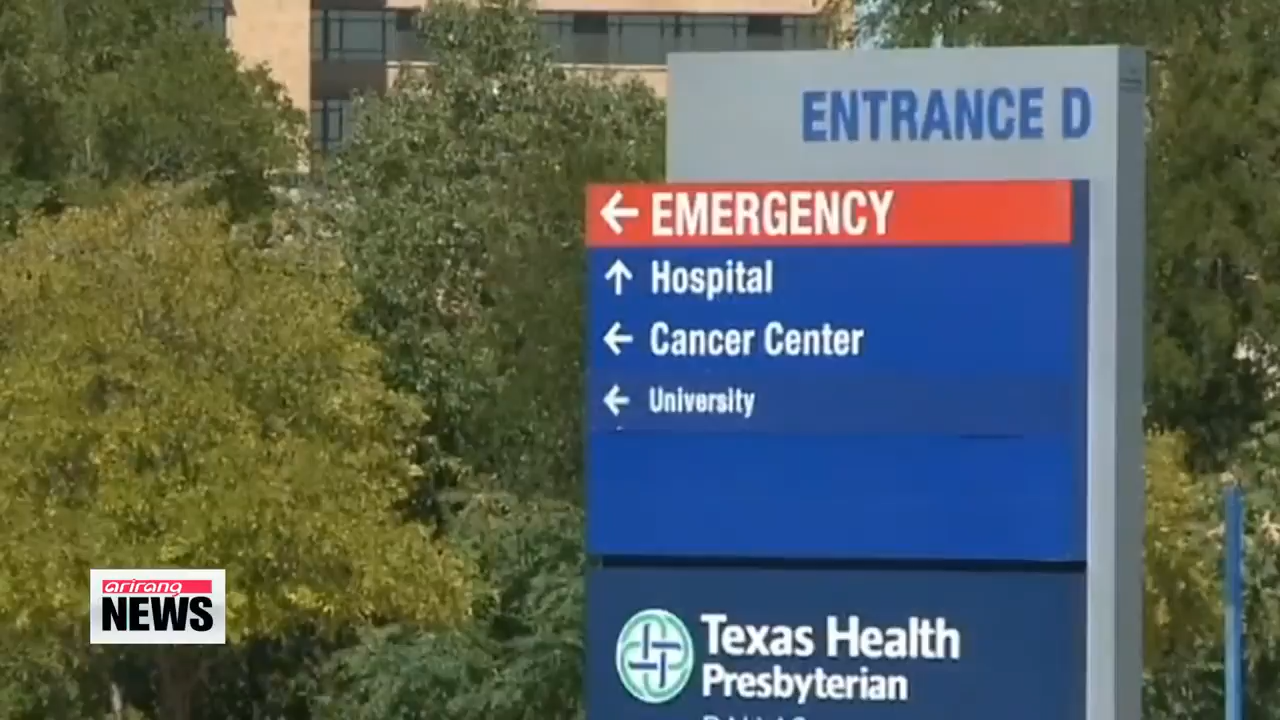 ENTRANCE D
← EMERGENCY
↑ Hospital
← Cancer Center
← University
Texas Health
Presbyterian
arirang
NEWS